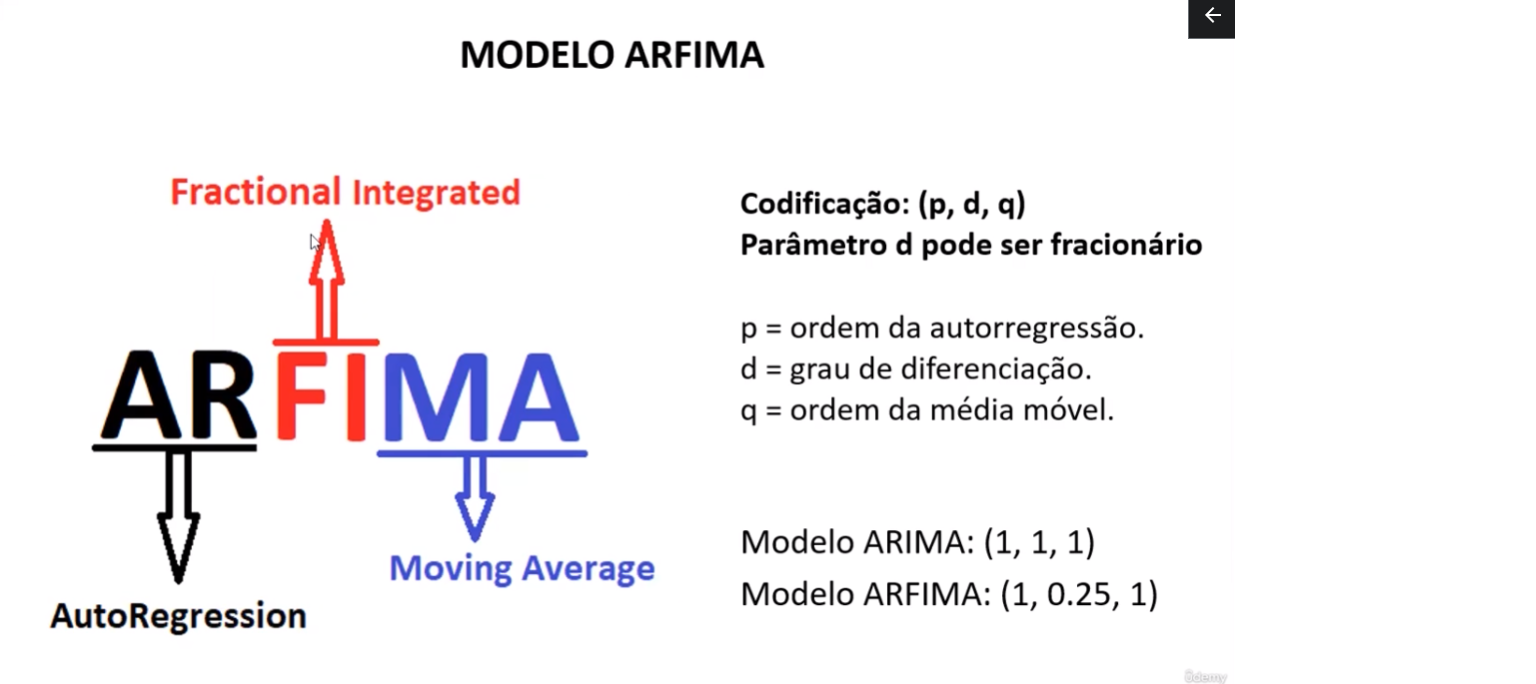 MODELO ARFIMA
Fractional Integrated
ARFIMA
Moving Average
AutoRegression
Codificação: (p, d, q)
Parâmetro d pode ser fracionário
p = ordem da autorregressão.
d = grau de diferenciação.
q = ordem da média móvel.
Modelo ARIMA: (1, 1, 1)
Modelo ARFIMA: (1, 0.25, 1)
ûdemy